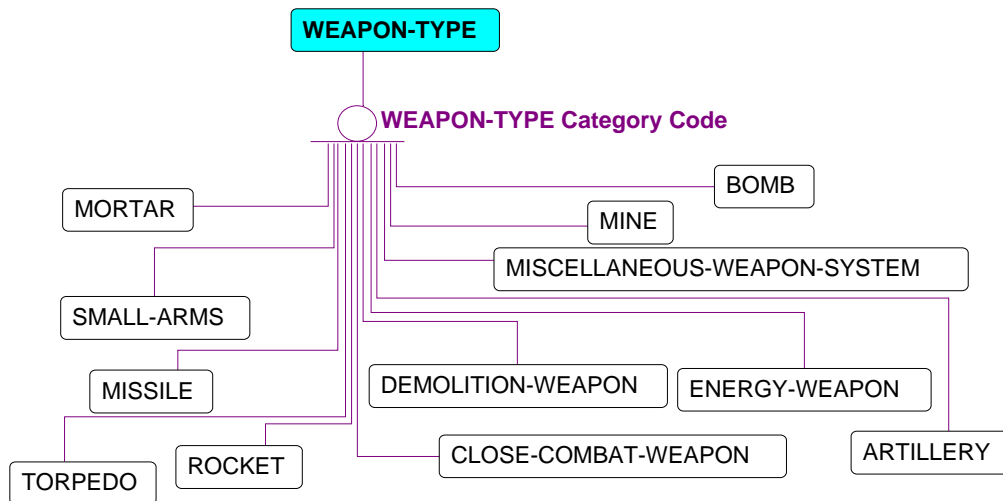 WEAPON-TYPE
WEAPON-TYPE Category Code
BOMB
MORTAR
MINE
MISCELLANEOUS-WEAPON-SYSTEM
SMALL-ARMS
MISSILE
DEMOLITION-WEAPON
ENERGY-WEAPON
TORPEDO
ROCKET
CLOSE-COMBAT-WEAPON
ARTILLERY